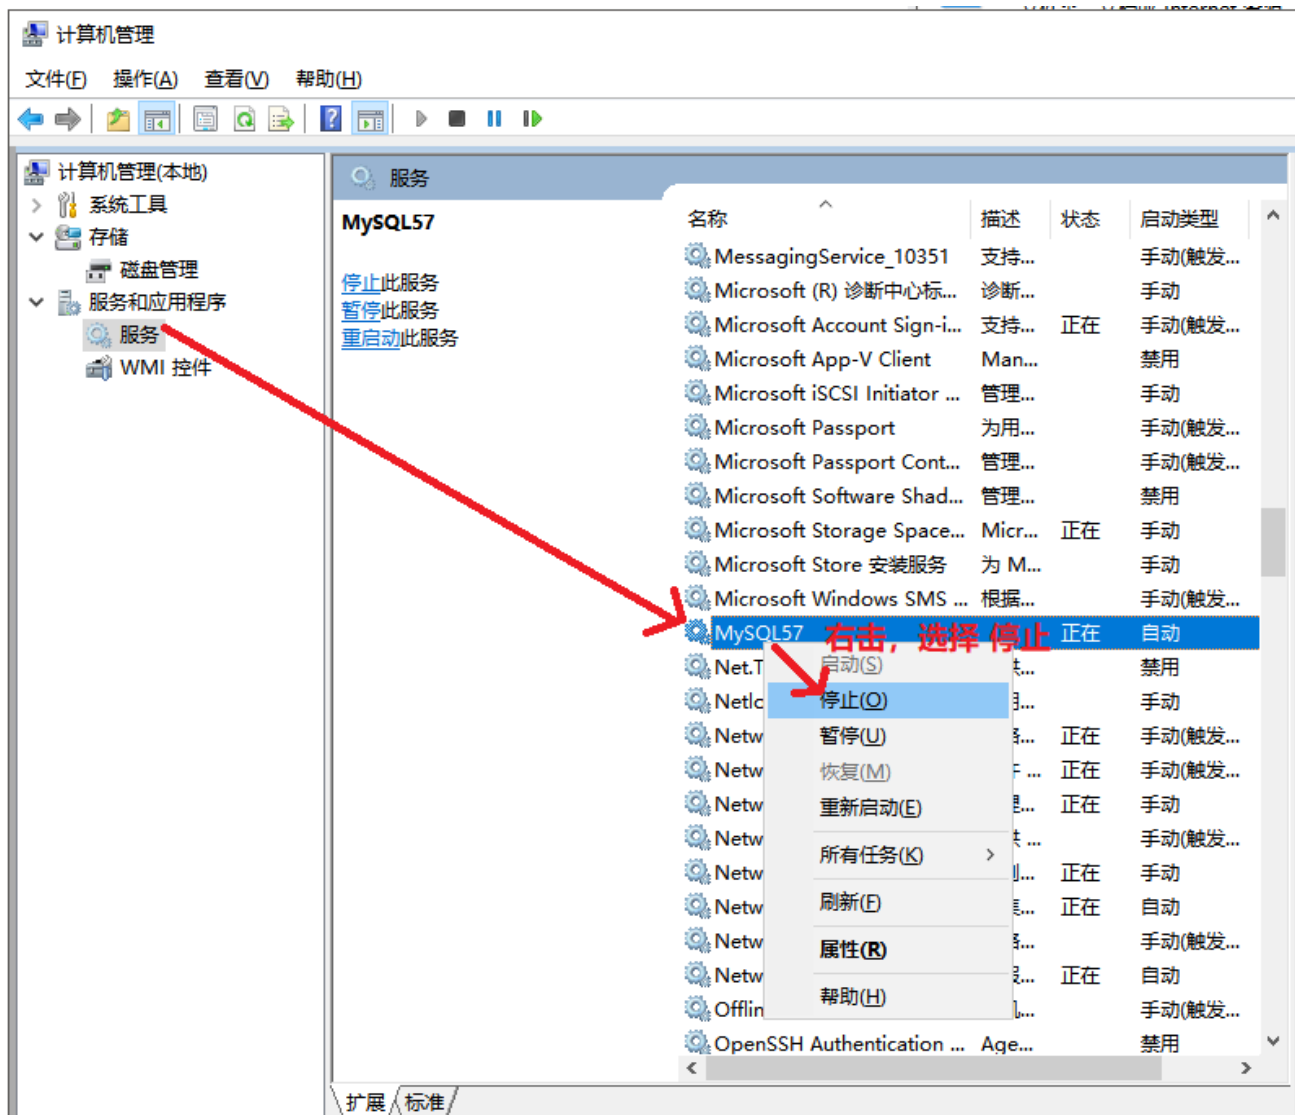 计算机管理
文件(F) 操作(A) 查看(V) 帮助(H)
计算机管理(本地)
系统工具
存储
磁盘管理
服务和应用程序
服务
WMI 控件
服务
MySQL57
停止此服务
暂停此服务
重启动此服务
名称 描述 状态 启动类型
MessagingService_10351 支持... 手动(触发...
Microsoft (R) 诊断中心标... 诊断... 手动
Microsoft Account Sign-i... 支持... 正在 手动(触发...
Microsoft App-V Client Man... 禁用
Microsoft iSCSI Initiator ... 管理... 手动
Microsoft Passport 为用... 手动(触发...
Microsoft Passport Cont... 管理... 手动(触发...
Microsoft Software Shad... 管理... 禁用
Microsoft Storage Space... Micr... 正在 手动
Microsoft Store 安装服务 为 M... 手动
Microsoft Windows SMS ... 根据... 手动(触发...
MySQL57 右击，选择 停止 正在 自动
Net.T 禁用
Netlo 手动
Netw 正在 手动(触发...
Netw 正在 手动(触发...
Netw 正在 手动
Netw 手动(触发...
Netw 正在 手动
Netw 正在 自动
Netw 手动(触发...
Netw 正在 自动
Offlin 手动(触发...
OpenSSH Authentication ... Age... 禁用
启动(S)
停止(O)
暂停(U)
恢复(M)
重新启动(E)
所有任务(K)
刷新(F)
属性(R)
帮助(H)
扩展 标准